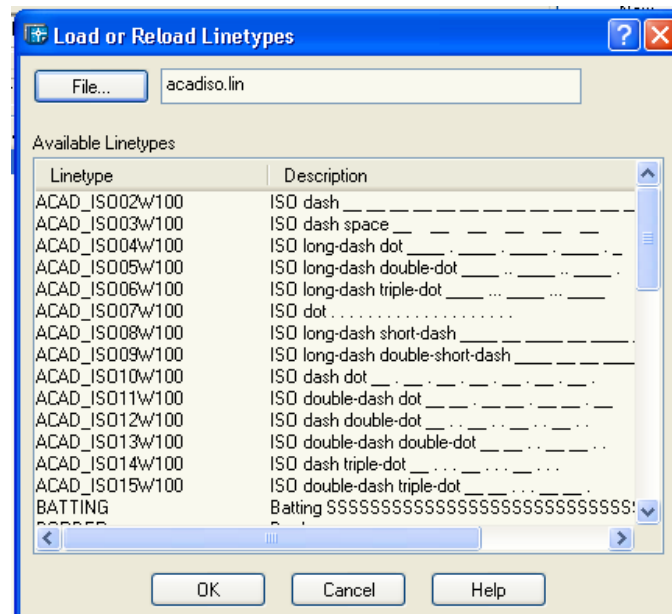 Load or Reload Linetypes
File... acadiso.lin
Available Linetypes
Linetype Description
ACAD_ISO02W100 ISO dash __ __ __ __ __ __ __ __ __ __ __ __ __
ACAD_ISO03W100 ISO dash space __ __ __ __ __ __
ACAD_ISO04W100 ISO long-dash dot ____ . ____ . ____ . ____ . _
ACAD_ISO05W100 ISO long-dash double-dot ____ .. ____ .. ____ .
ACAD_ISO06W100 ISO long-dash triple-dot ____ ... ____ ... ____
ACAD_ISO07W100 ISO dot . . . . . . . . . . . . . . . . . . . .
ACAD_ISO08W100 ISO long-dash short-dash ____ __ ____ __ ____
ACAD_ISO09W100 ISO long-dash double-short-dash ____ __ __ ____
ACAD_ISO10W100 ISO dash dot __ . __ . __ . __ . __ . __ . __ .
ACAD_ISO11W100 ISO double-dash dot __ __ . __ __ . __ __ . __
ACAD_ISO12W100 ISO dash double-dot __ . . __ . . __ . . __ . .
ACAD_ISO13W100 ISO double-dash double-dot __ __ . . __ __ . .
ACAD_ISO14W100 ISO dash triple-dot __ . . . __ . . . __ . . .
ACAD_ISO15W100 ISO double-dash triple-dot __ __ . . . __ __ . .
BATTING Batting SSSSSSSSSSSSSSSSSSSSSSSSSSSSS
OK Cancel Help